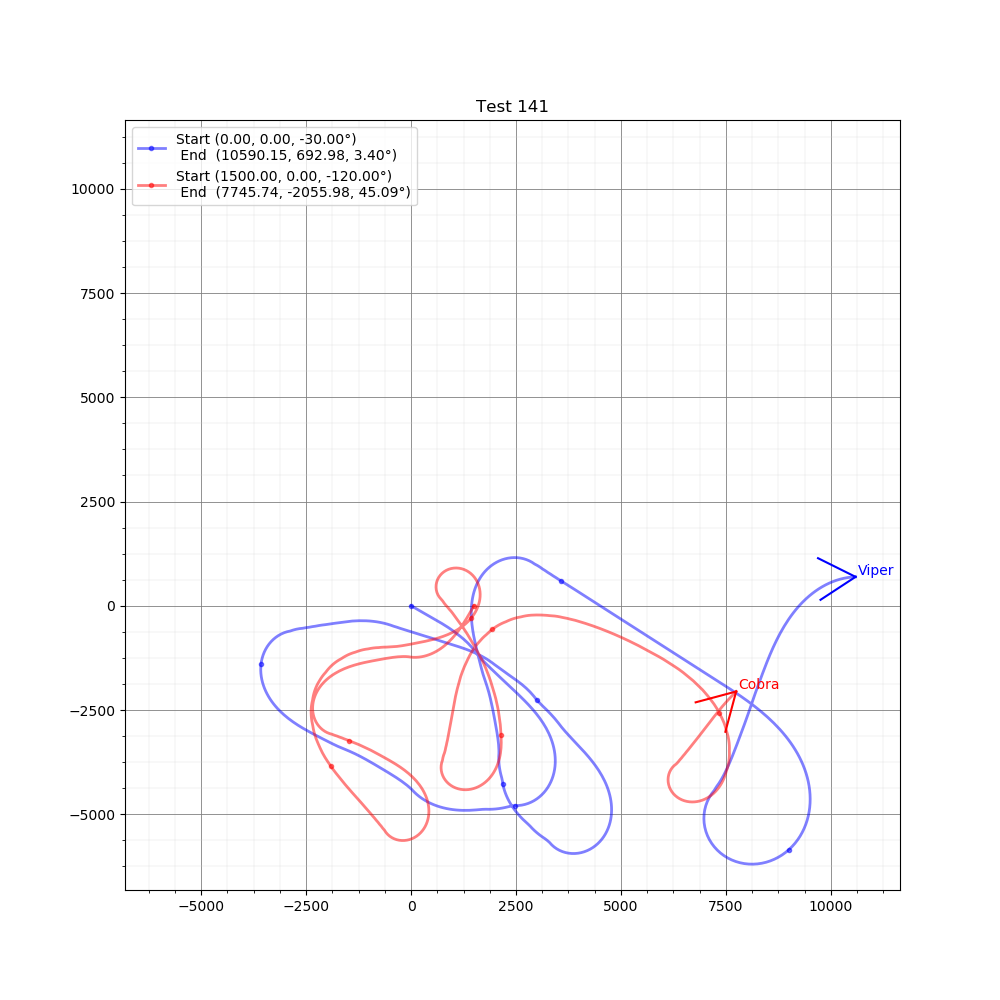 Test 141
Start (0.00, 0.00, -30.00°)
End  (10590.15, 692.98, 3.40°)
Start (1500.00, 0.00, -120.00°)
End  (7745.74, -2055.98, 45.09°)
10000
7500
5000
2500
0
−2500
−5000
Viper
Cobra
−5000
−2500
0
2500
5000
7500
10000